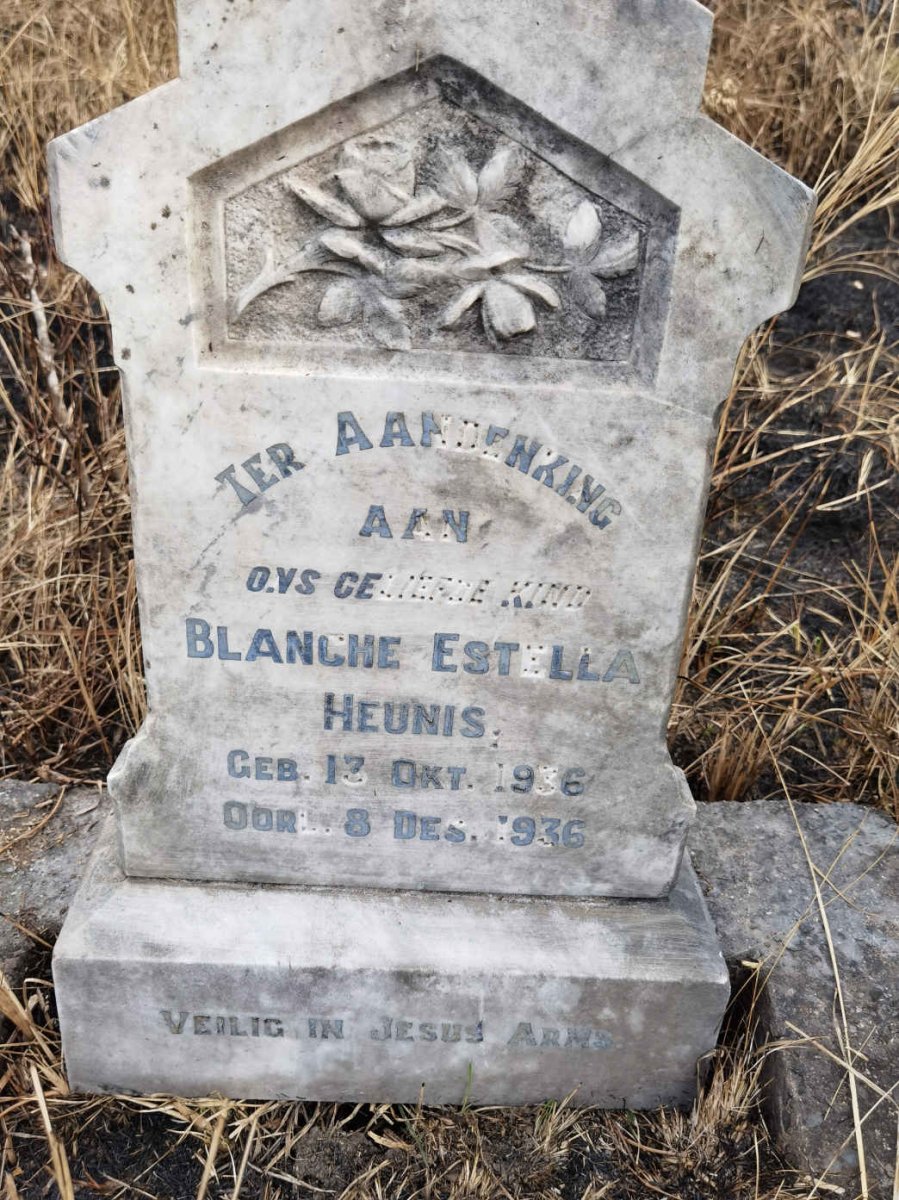 TER AANDENKING
AAN
ONS GELIEFDE KIND
BLANCHE ESTELLA
HEUNIS.
GEB. 13 OKT. 1936
OORL. 8 DES. 1936
VEILIG IN JESUS ARMS